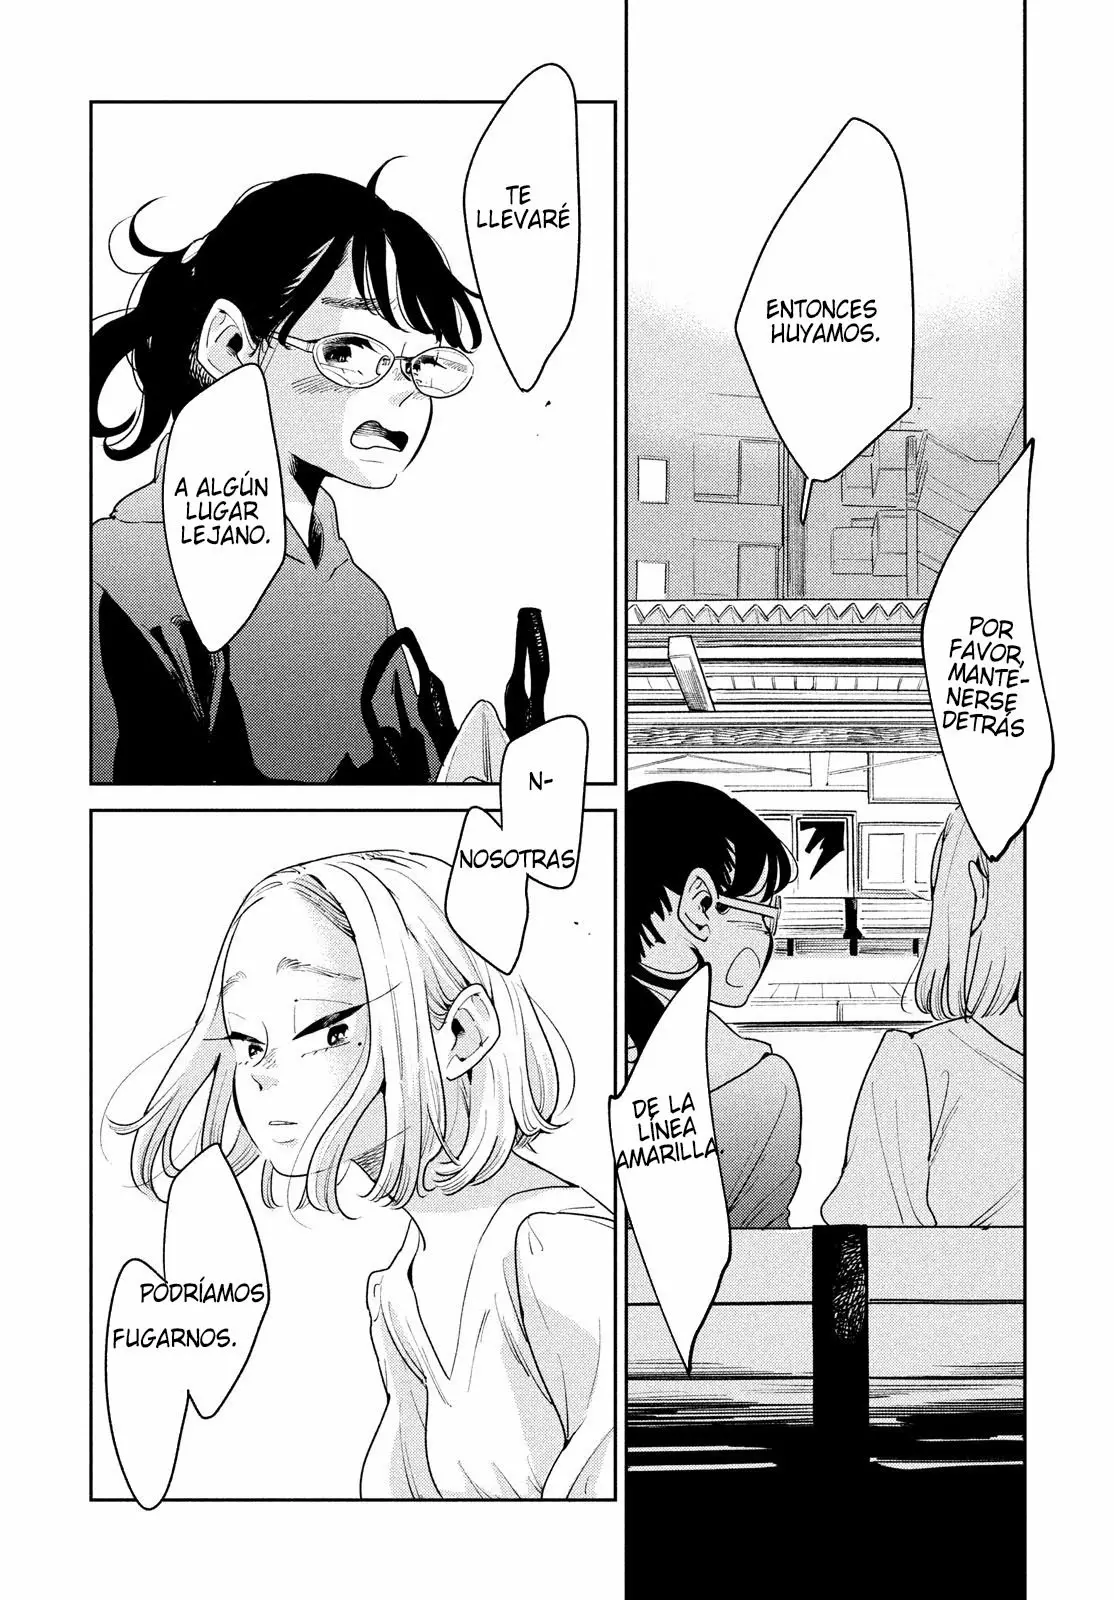 ENTONCES
HUYAMOS.
POR
FAVOR,
MANTE-
NERSE
DETRÁS
DE LA
LÍNEA
AMARILLA.
TE
LLEVARÉ
A ALGÚN
LUGAR
LEJANO.
N-
NOSOTRAS
PODRÍAMOS
FUGARNOS.